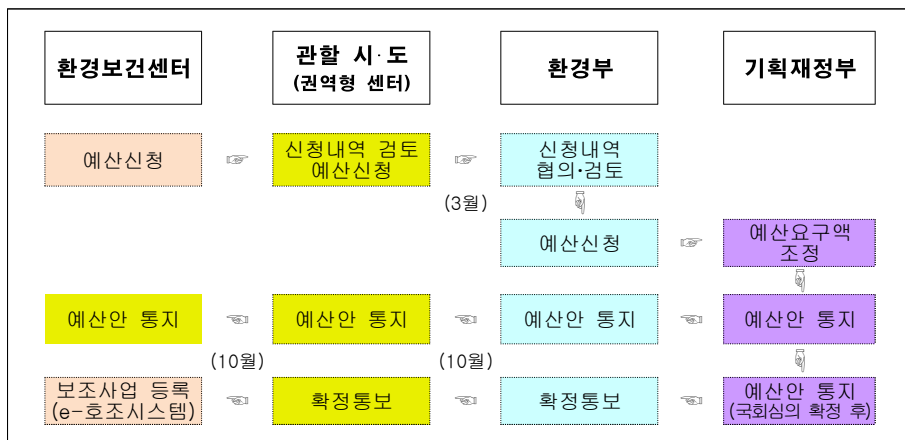 환경보건센터
관할 시·도
(권역형 센터)
환경부
기획재정부
예산신청
☞
신청내역 검토
예산신청
☞
(3월)
신청내역
협의·검토
☟
예산신청
☞
예산요구액
조정
☟
예산안 통지
☜
예산안 통지
☜
예산안 통지
☜
예산안 통지
(10월)
(10월)
☟
보조사업 등록
(e-호조시스템)
☜
확정통보
☜
확정통보
☜
예산안 통지
(국회심의 확정 후)